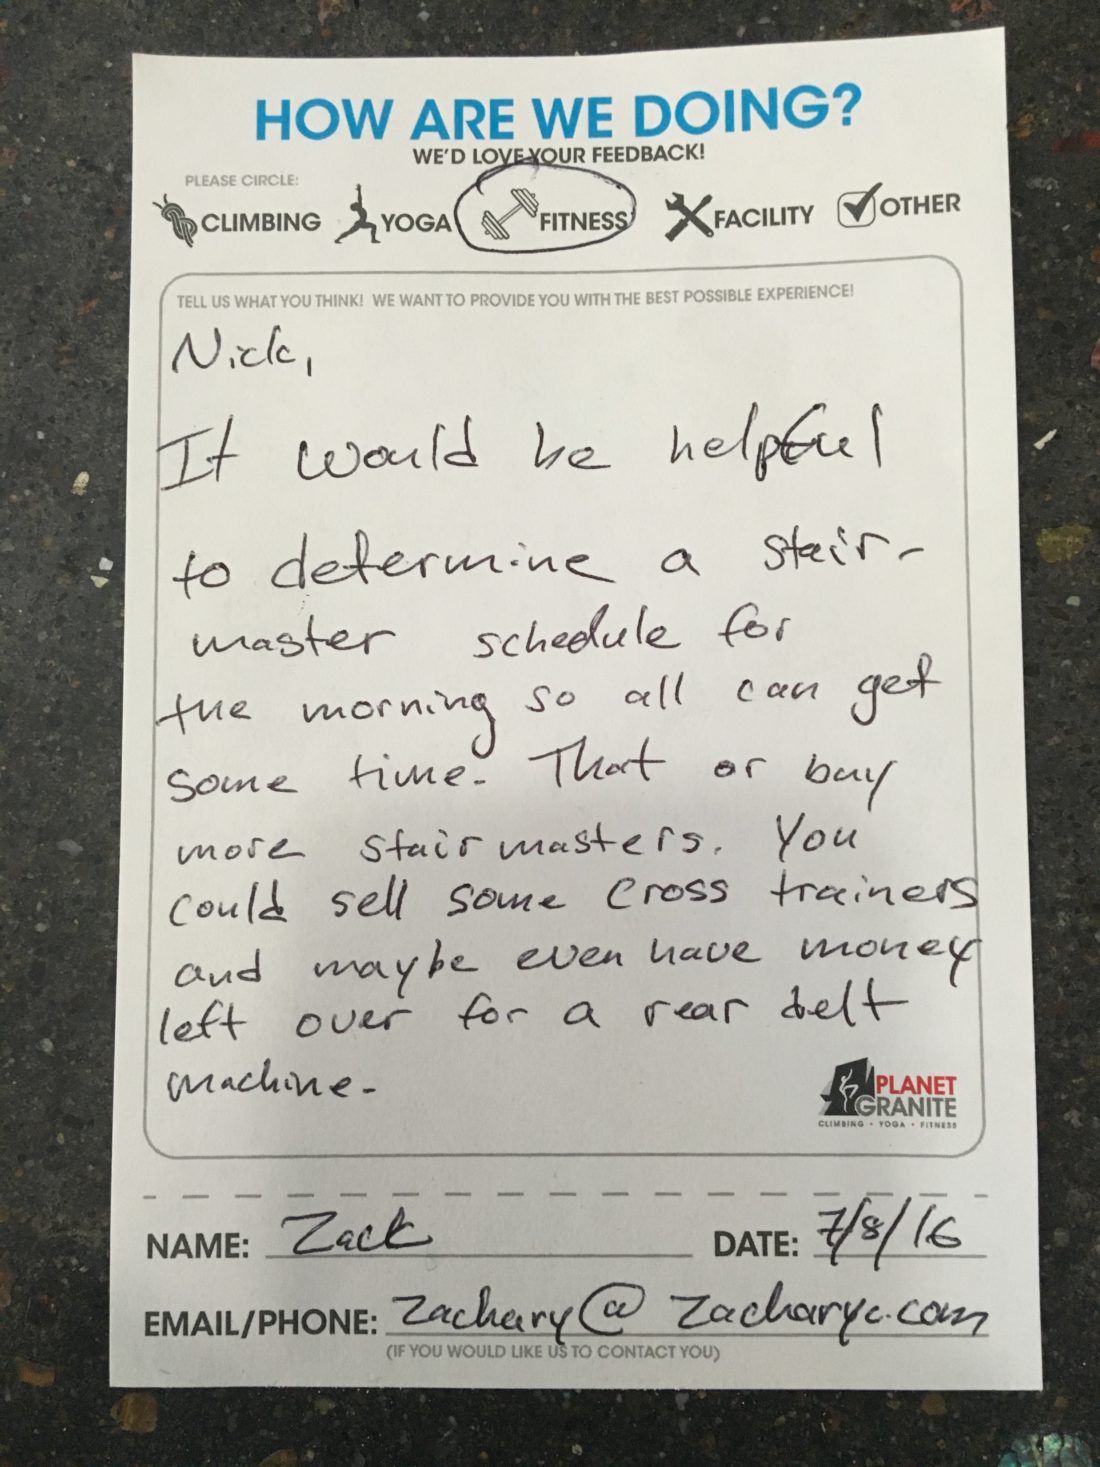 HOW ARE WE DOING?
WE'D LOVE YOUR FEEDBACK!
PLEASE CIRCLE:
CLIMBING YOGA FITNESS FACILITY OTHER
TELL US WHAT YOU THINK! WE WANT TO PROVIDE YOU WITH THE BEST POSSIBLE EXPERIENCE!
Nick,
It would be helpful
to determine a stair-
master schedule for
the morning so all can get
some time. That or buy
more stairmasters. You
could sell some cross trainers
and maybe even have money
left over for a rear delt
machine.
PLANET
GRANITE
CLIMBING • YOGA • FITNESS
NAME: Zack DATE: 7/8/16
EMAIL/PHONE: zachary@zacharyc.com
(IF YOU WOULD LIKE US TO CONTACT YOU)